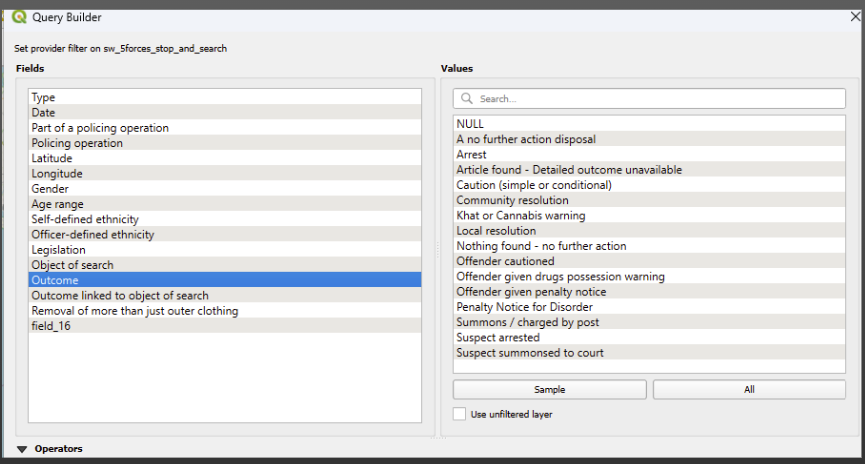 Query Builder
Set provider filter on sw_5forces_stop_and_search
Fields
Type
Date
Part of a policing operation
Policing operation
Latitude
Longitude
Gender
Age range
Self-defined ethnicity
Officer-defined ethnicity
Legislation
Object of search
Outcome
Outcome linked to object of search
Removal of more than just outer clothing
field_16
Values
Search...
NULL
A no further action disposal
Arrest
Article found - Detailed outcome unavailable
Caution (simple or conditional)
Community resolution
Khat or Cannabis warning
Local resolution
Nothing found - no further action
Offender cautioned
Offender given drugs possession warning
Offender given penalty notice
Penalty Notice for Disorder
Summons / charged by post
Suspect arrested
Suspect summonsed to court
Sample
All
Use unfiltered layer
Operators